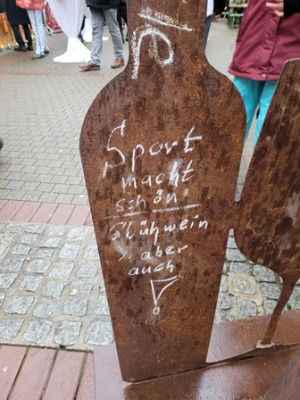 Sport
macht
schön
Glühwein
aber
auch
!